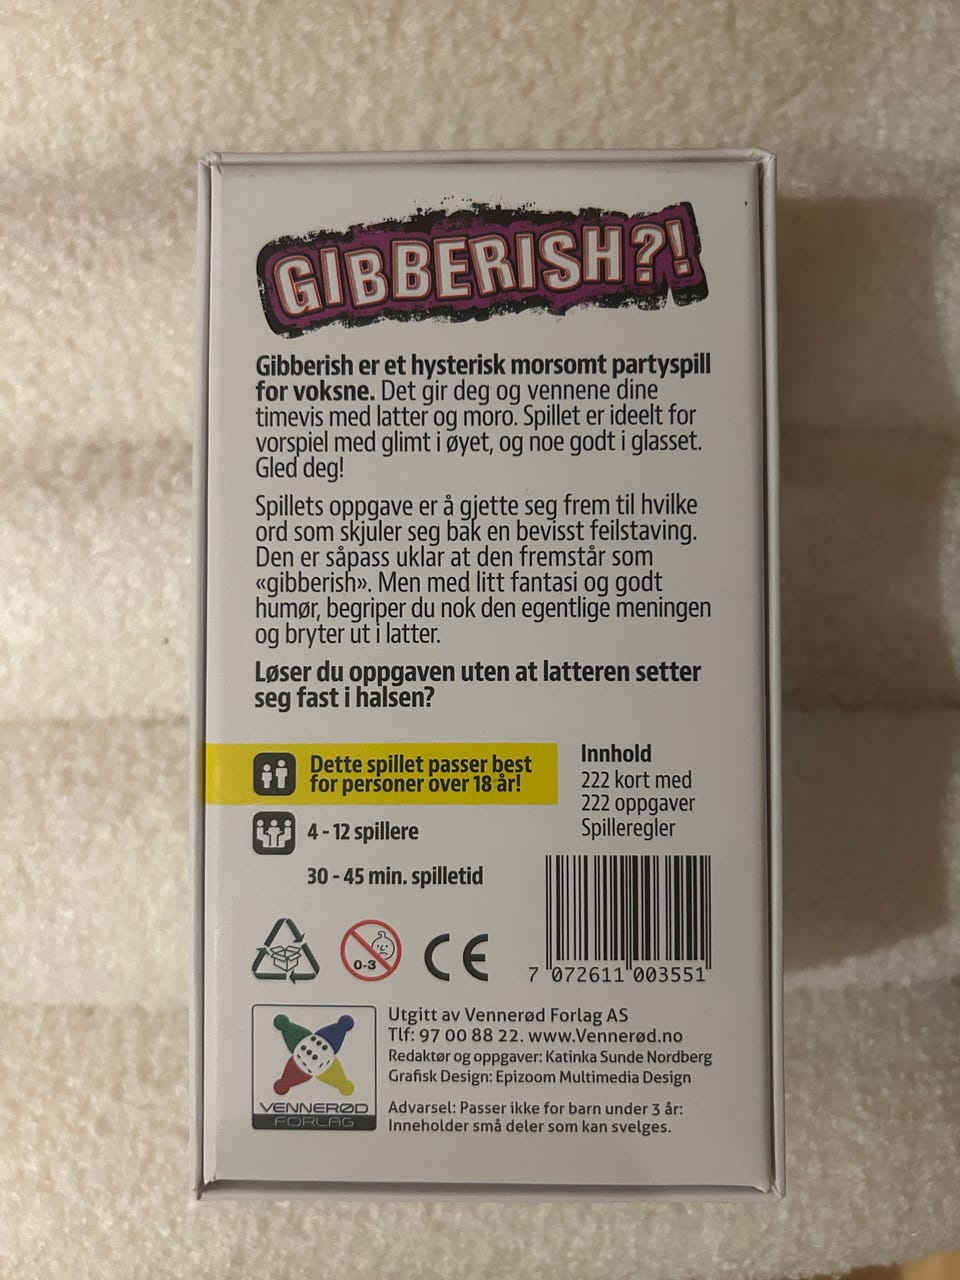 GIBBERISH?!
Gibberish er et hysterisk morsomt partyspill
for voksne. Det gir deg og vennene dine
timevis med latter og moro. Spillet er ideelt for
vorspiel med glimt i øyet, og noe godt i glasset.
Gled deg!
Spillets oppgave er å gjette seg frem til hvilke
ord som skjuler seg bak en bevisst feilstaving.
Den er såpass uklar at den fremstår som
«gibberish». Men med litt fantasi og godt
humør, begriper du nok den egentlige meningen
og bryter ut i latter.
Løser du oppgaven uten at latteren setter
seg fast i halsen?
Dette spillet passer best
for personer over 18 år!
4 - 12 spillere
30 - 45 min. spilletid
Innhold
222 kort med
222 oppgaver
Spilleregler
0-3
CE
7 072611 003551
VENNERØD
FORLAG
Utgitt av Vennerød Forlag AS
Tlf: 97 00 88 22. www.Vennerød.no
Redaktør og oppgaver: Katinka Sunde Nordberg
Grafisk Design: Epizoom Multimedia Design
Advarsel: Passer ikke for barn under 3 år:
Inneholder små deler som kan svelges.